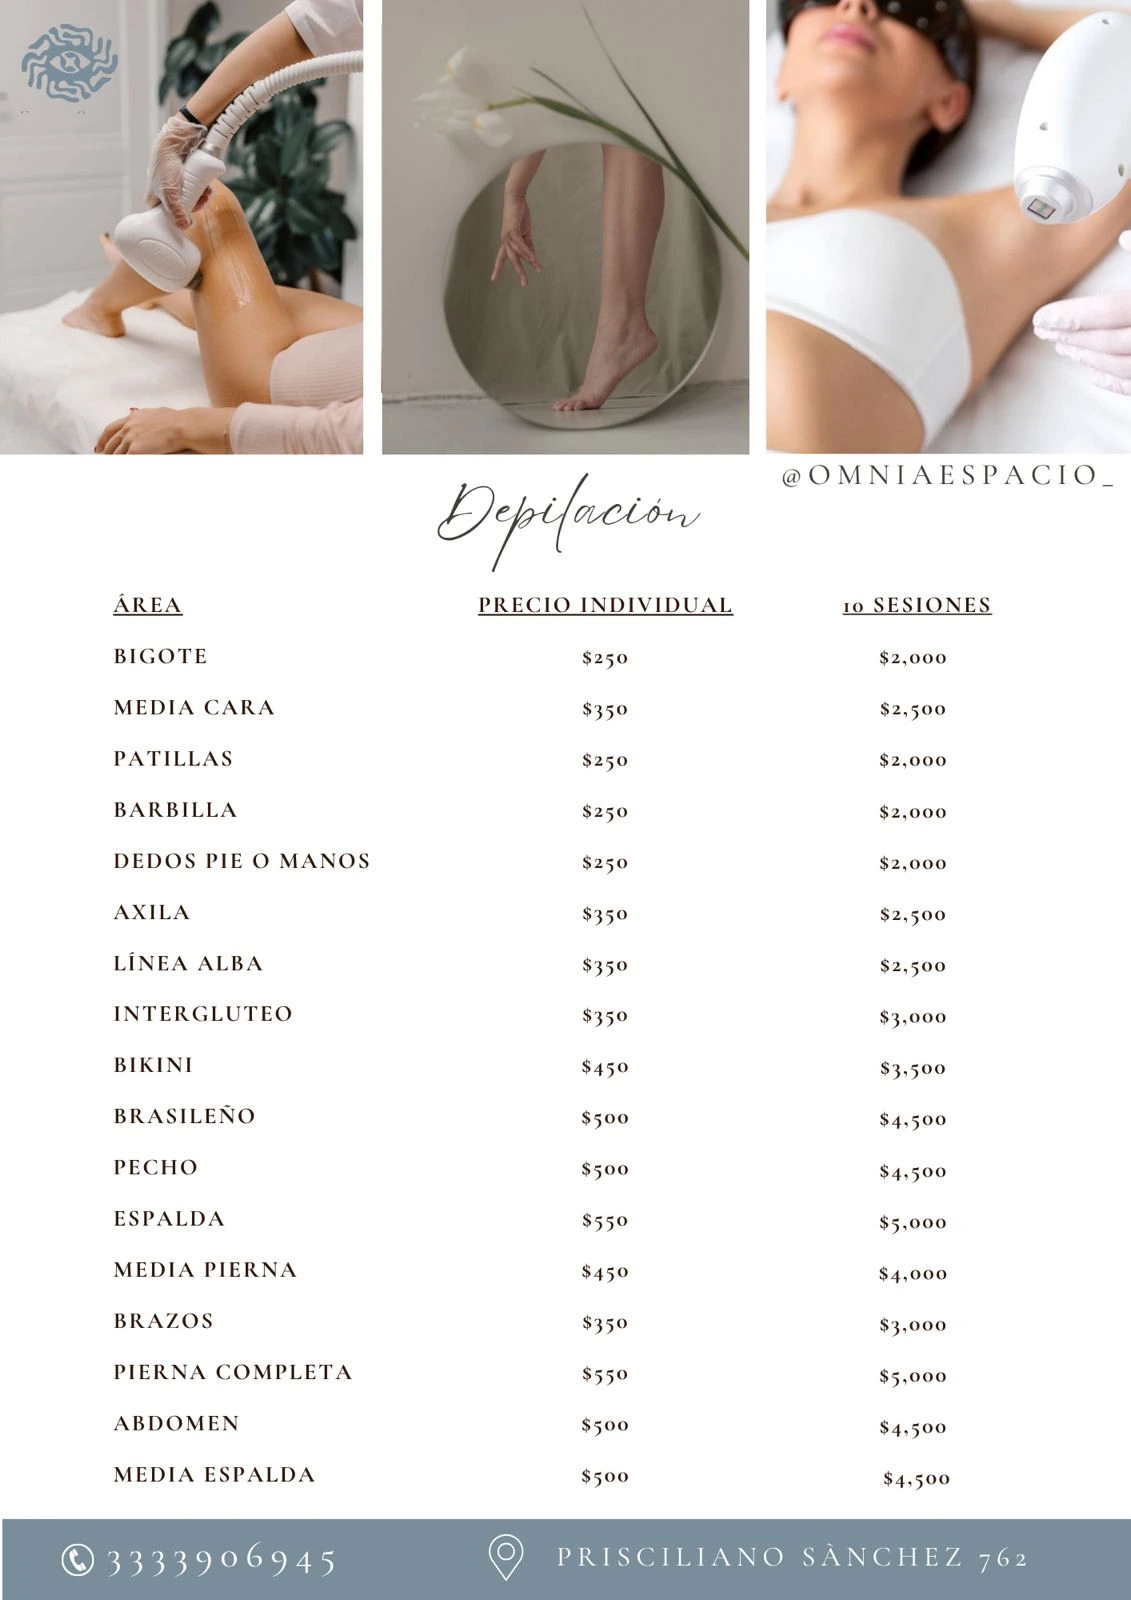 @OMNIAESPACIO_
Depilación
ÁREA PRECIO INDIVIDUAL 10 SESIONES
BIGOTE $250 $2,000
MEDIA CARA $350 $2,500
PATILLAS $250 $2,000
BARBILLA $250 $2,000
DEDOS PIE O MANOS $250 $2,000
AXILA $350 $2,500
LÍNEA ALBA $350 $2,500
INTERGLUTEO $350 $3,000
BIKINI $450 $3,500
BRASILEÑO $500 $4,500
PECHO $500 $4,500
ESPALDA $550 $5,000
MEDIA PIERNA $450 $4,000
BRAZOS $350 $3,000
PIERNA COMPLETA $550 $5,000
ABDOMEN $500 $4,500
MEDIA ESPALDA $500 $4,500
3333906945 PRISCILIANO SÀNCHEZ 762